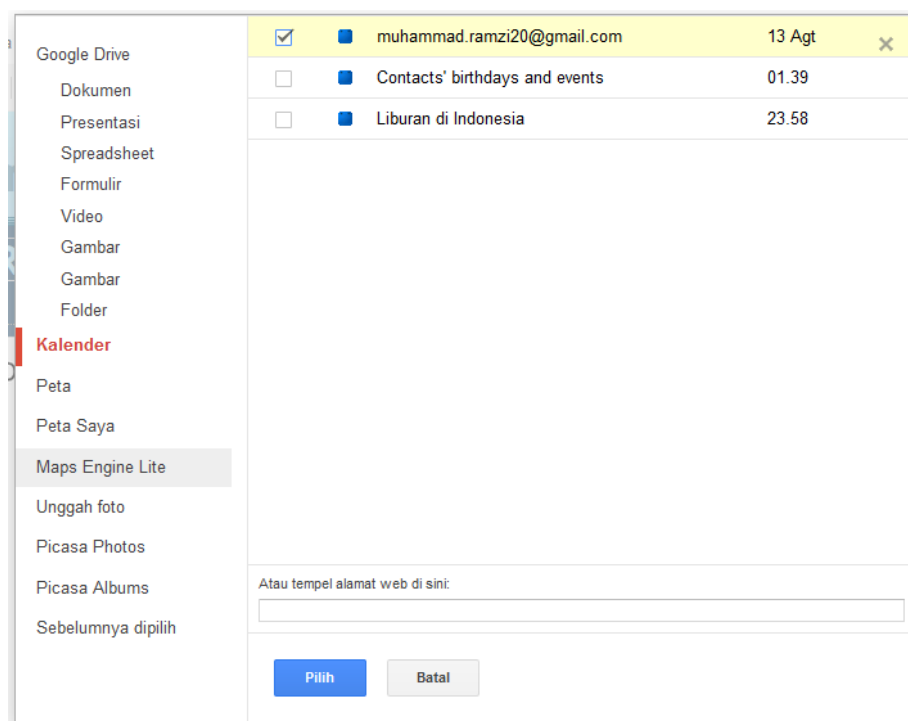 Google Drive
Dokumen
Presentasi
Spreadsheet
Formulir
Video
Gambar
Gambar
Folder
Kalender
Peta
Peta Saya
Maps Engine Lite
Unggah foto
Picasa Photos
Picasa Albums
Sebelumnya dipilih
muhammad.ramzi20@gmail.com 13 Agt
Contacts' birthdays and events 01.39
Liburan di Indonesia 23.58
Atau tempel alamat web di sini:
Pilih Batal